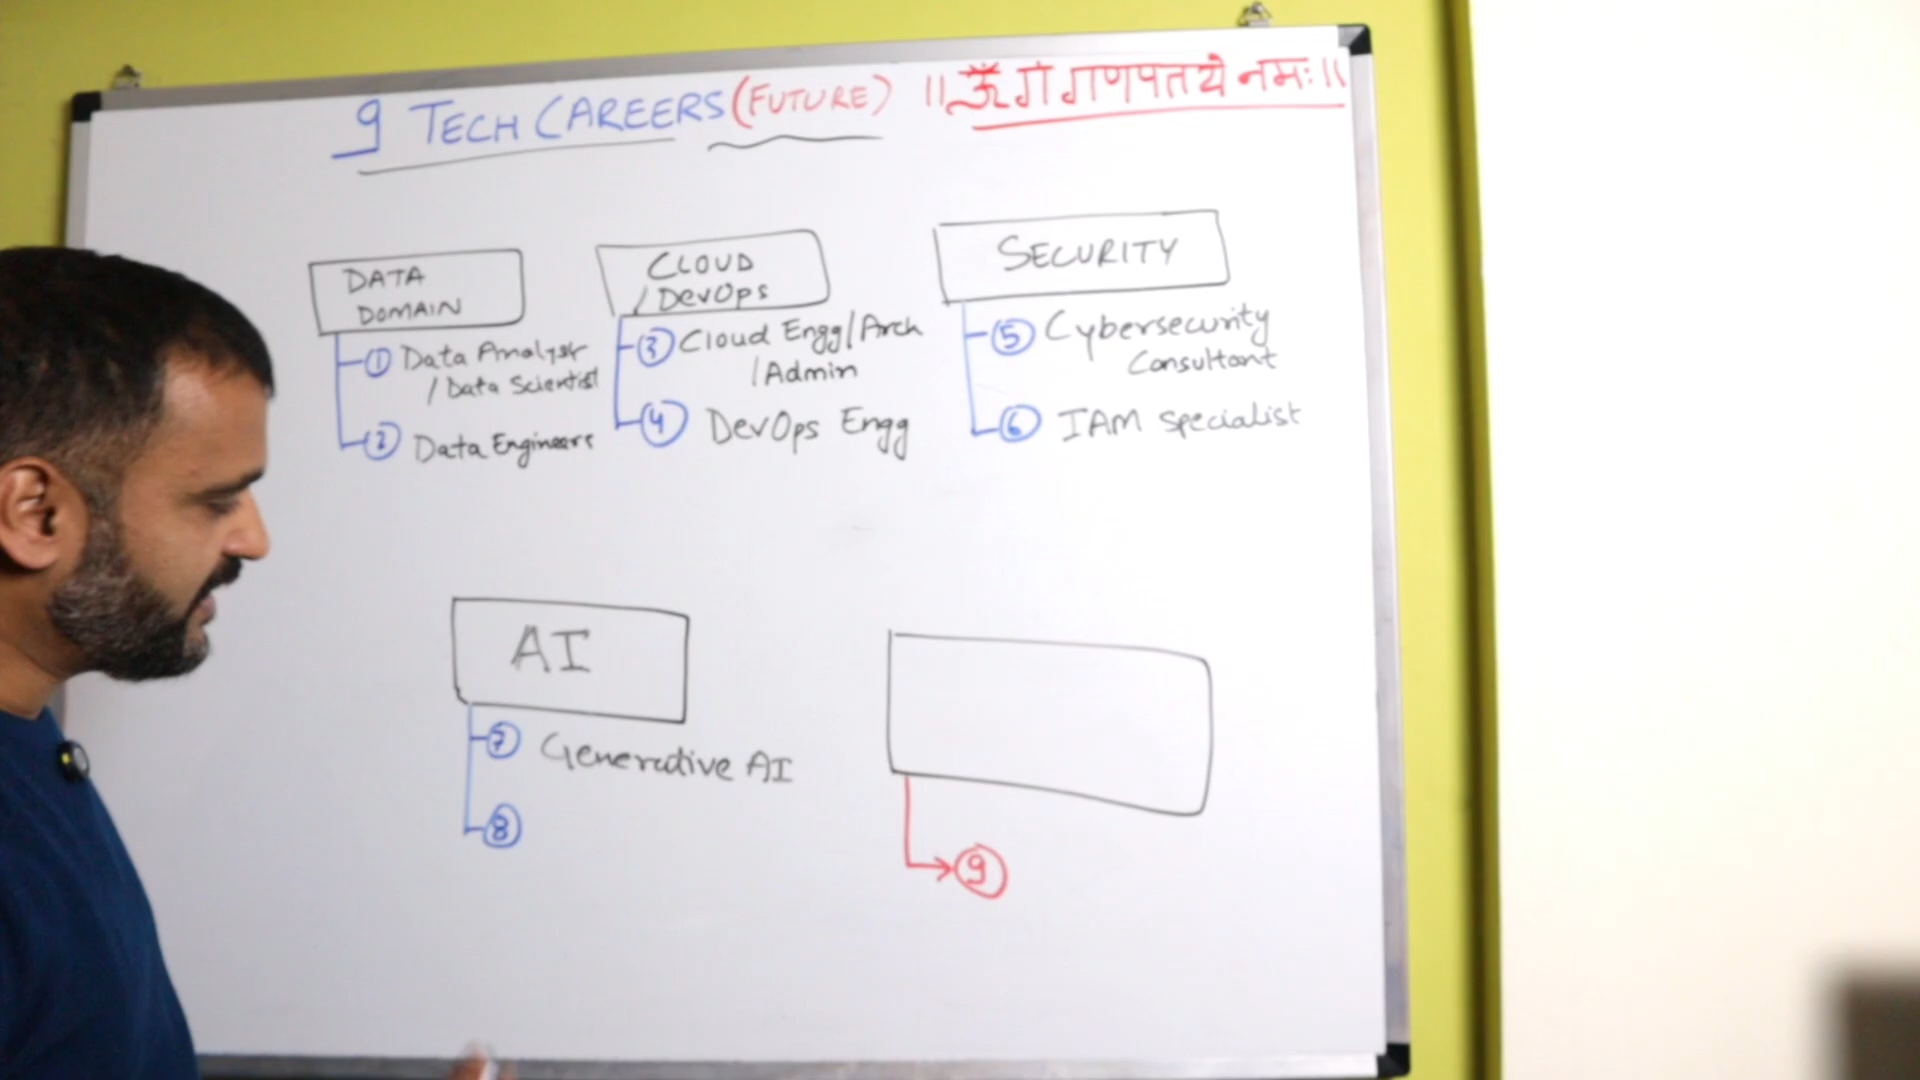 9 TECH CAREERS (FUTURE) ||ॐ गं गणपतये नमः||
DATA
DOMAIN
① Data Analyst
/ Data Scientist
② Data Engineers
CLOUD
/DevOps
③ Cloud Engg/Arch
/Admin
④ DevOps Engg
SECURITY
⑤ Cybersecurity
Consultant
⑥ IAM Specialist
AI
⑦ Generative AI
⑧
⑨